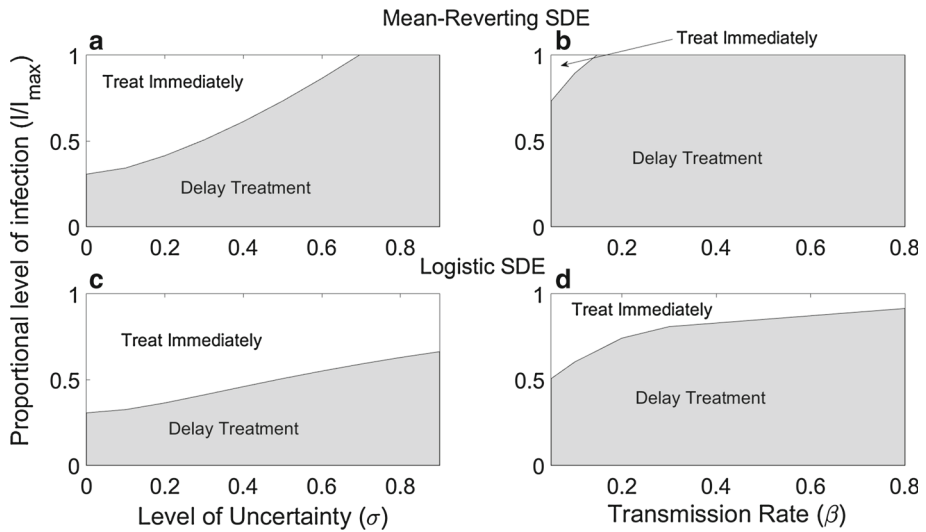 Mean-Reverting SDE
a
b
1
0.5
0
Treat Immediately
Delay Treatment
0
0.2
0.4
0.6
0.8
1
0.5
0
Treat Immediately
Delay Treatment
0.2
0.4
0.6
0.8
Proportional level of infection (I/I_max)
Logistic SDE
c
d
1
0.5
0
Treat Immediately
Delay Treatment
0
0.2
0.4
0.6
0.8
Level of Uncertainty (σ)
1
0.5
0
Treat Immediately
Delay Treatment
0.2
0.4
0.6
0.8
Transmission Rate (β)